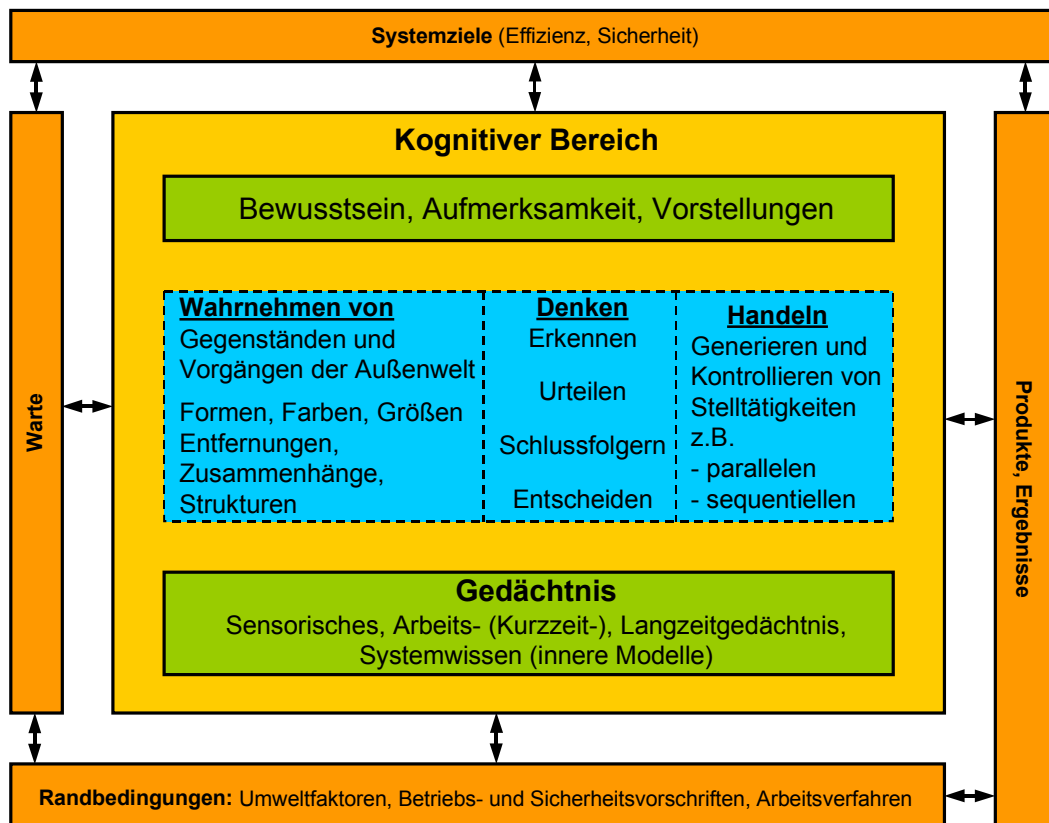 Systemziele (Effizienz, Sicherheit)
Warte
Kognitiver Bereich
Bewusstsein, Aufmerksamkeit, Vorstellungen
Wahrnehmen von
Gegenständen und
Vorgängen der Außenwelt
Formen, Farben, Größen
Entfernungen,
Zusammenhänge,
Strukturen
Denken
Erkennen
Urteilen
Schlussfolgern
Entscheiden
Handeln
Generieren und
Kontrollieren von
Stelltätigkeiten
z.B.
- parallelen
- sequentiellen
Gedächtnis
Sensorisches, Arbeits- (Kurzzeit-), Langzeitgedächtnis,
Systemwissen (innere Modelle)
Produkte, Ergebnisse
Randbedingungen: Umweltfaktoren, Betriebs- und Sicherheitsvorschriften, Arbeitsverfahren